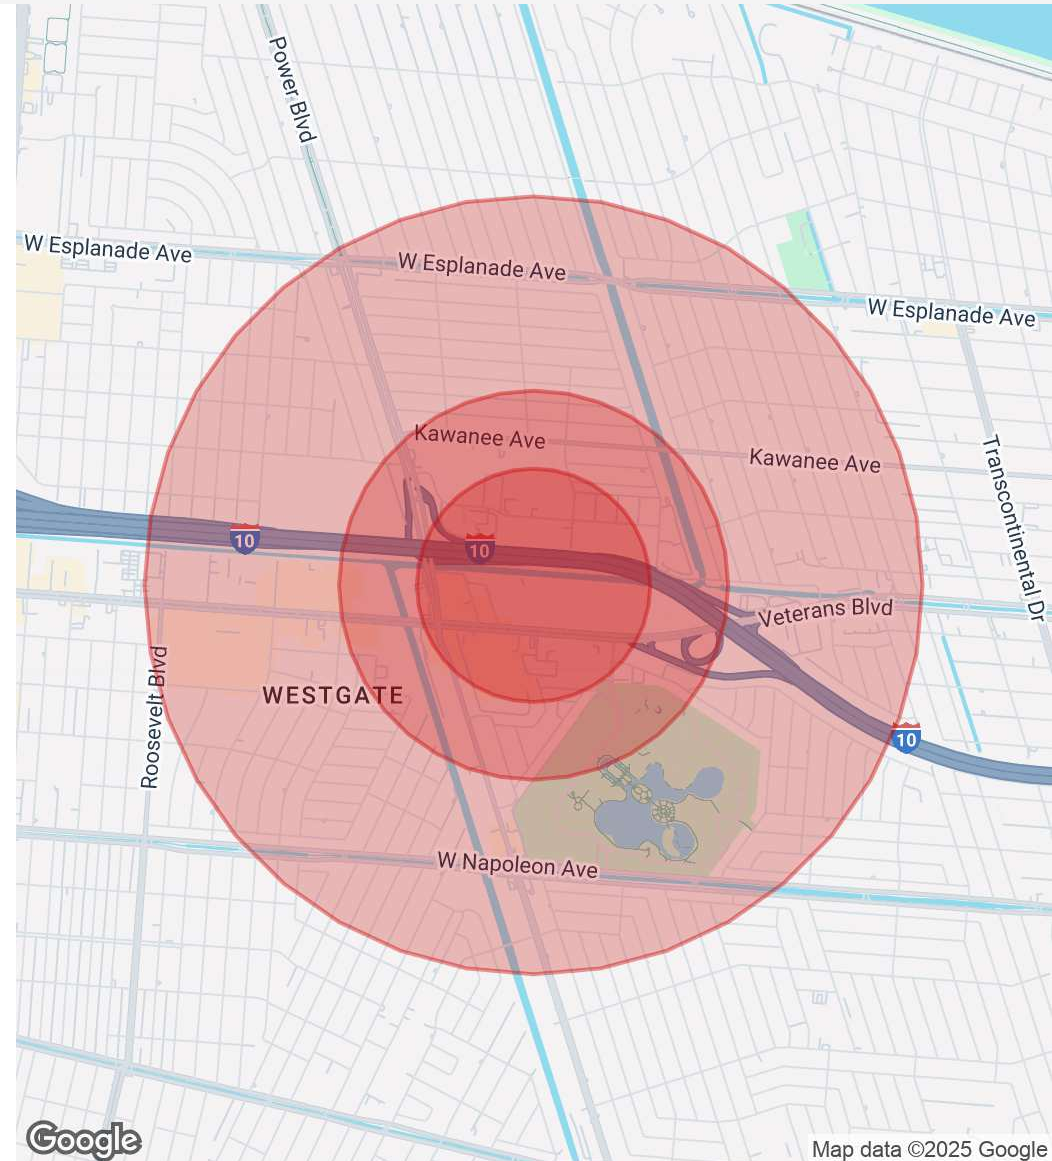 Power Blvd
W Esplanade Ave
W Esplanade Ave
W Esplanade Ave
Kawanee Ave
Kawanee Ave
Transcontinental Dr
10
10
Veterans Blvd
WESTGATE
Roosevelt Blvd
10
W Napoleon Ave
Google
Map data ©2025 Google